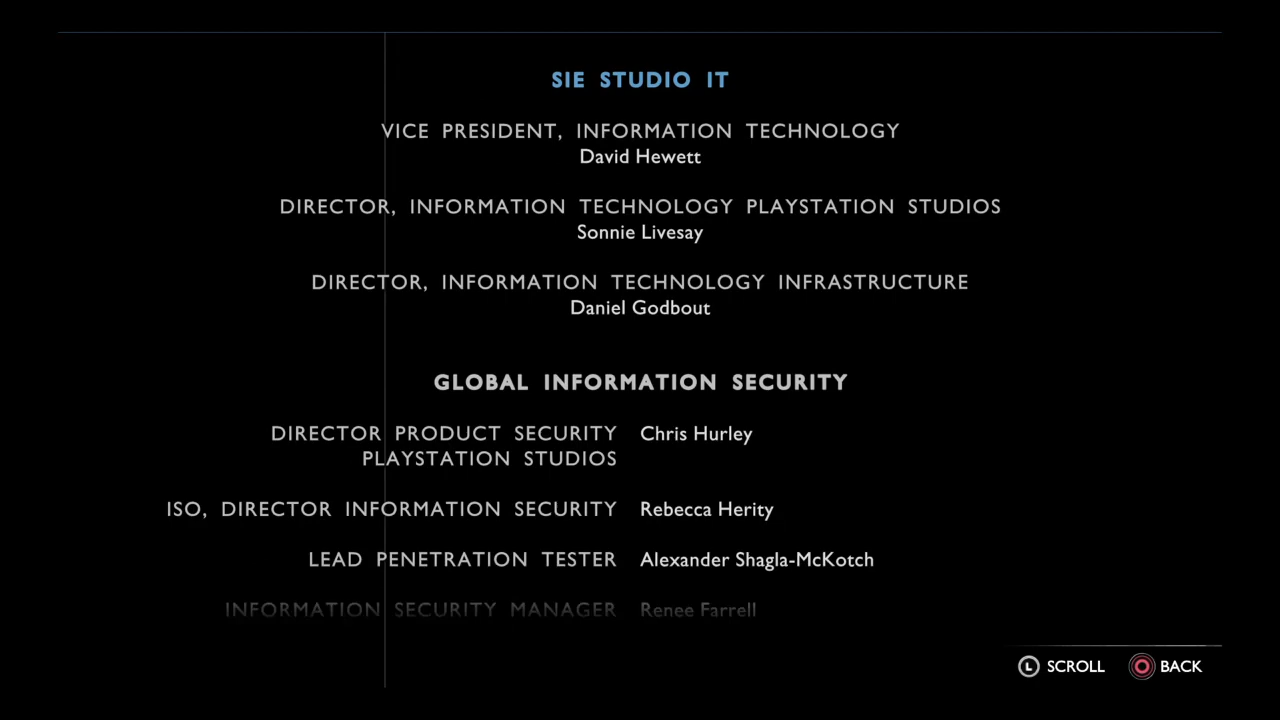 SIE STUDIO IT
VICE PRESIDENT, INFORMATION TECHNOLOGY
David Hewett
DIRECTOR, INFORMATION TECHNOLOGY PLAYSTATION STUDIOS
Sonnie Livesay
DIRECTOR, INFORMATION TECHNOLOGY INFRASTRUCTURE
Daniel Godbout
GLOBAL INFORMATION SECURITY
DIRECTOR PRODUCT SECURITY Chris Hurley
PLAYSTATION STUDIOS
ISO, DIRECTOR INFORMATION SECURITY Rebecca Herity
LEAD PENETRATION TESTER Alexander Shagla-McKotch
INFORMATION SECURITY MANAGER Renee Farrell
L SCROLL BACK